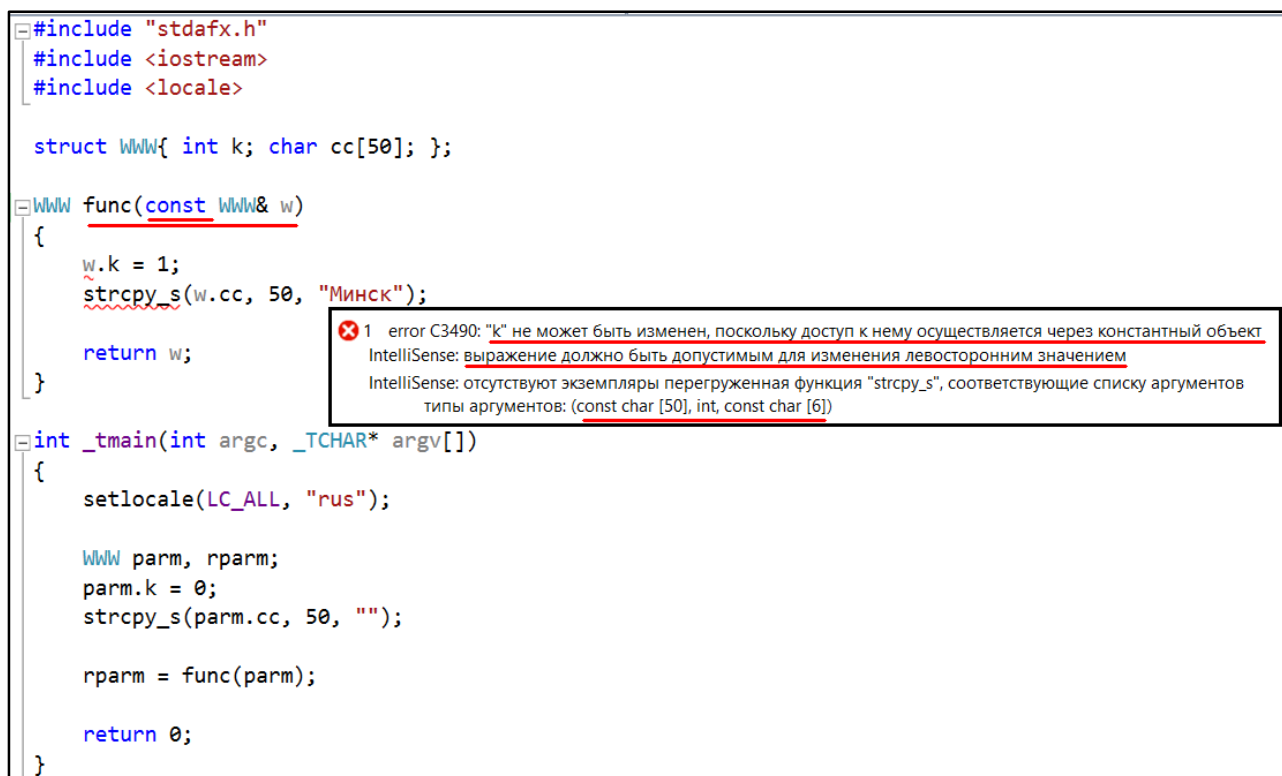 #include "stdafx.h"
#include <iostream>
#include <locale>
struct WWW{ int k; char cc[50]; };
WWW func(const WWW& w)
{
w.k = 1;
strcpy_s(w.cc, 50, "Минск");
1 error C3490: "k" не может быть изменен, поскольку доступ к нему осуществляется через константный объект
IntelliSense: выражение должно быть допустимым для изменения левосторонним значением
return w;
IntelliSense: отсутствуют экземпляры перегруженная функция "strcpy_s", соответствующие списку аргументов
}
типы аргументов: (const char [50], int, const char [6])
int _tmain(int argc, _TCHAR* argv[])
{
setlocale(LC_ALL, "rus");
WWW parm, rparm;
parm.k = 0;
strcpy_s(parm.cc, 50, "");
rparm = func(parm);
return 0;
}